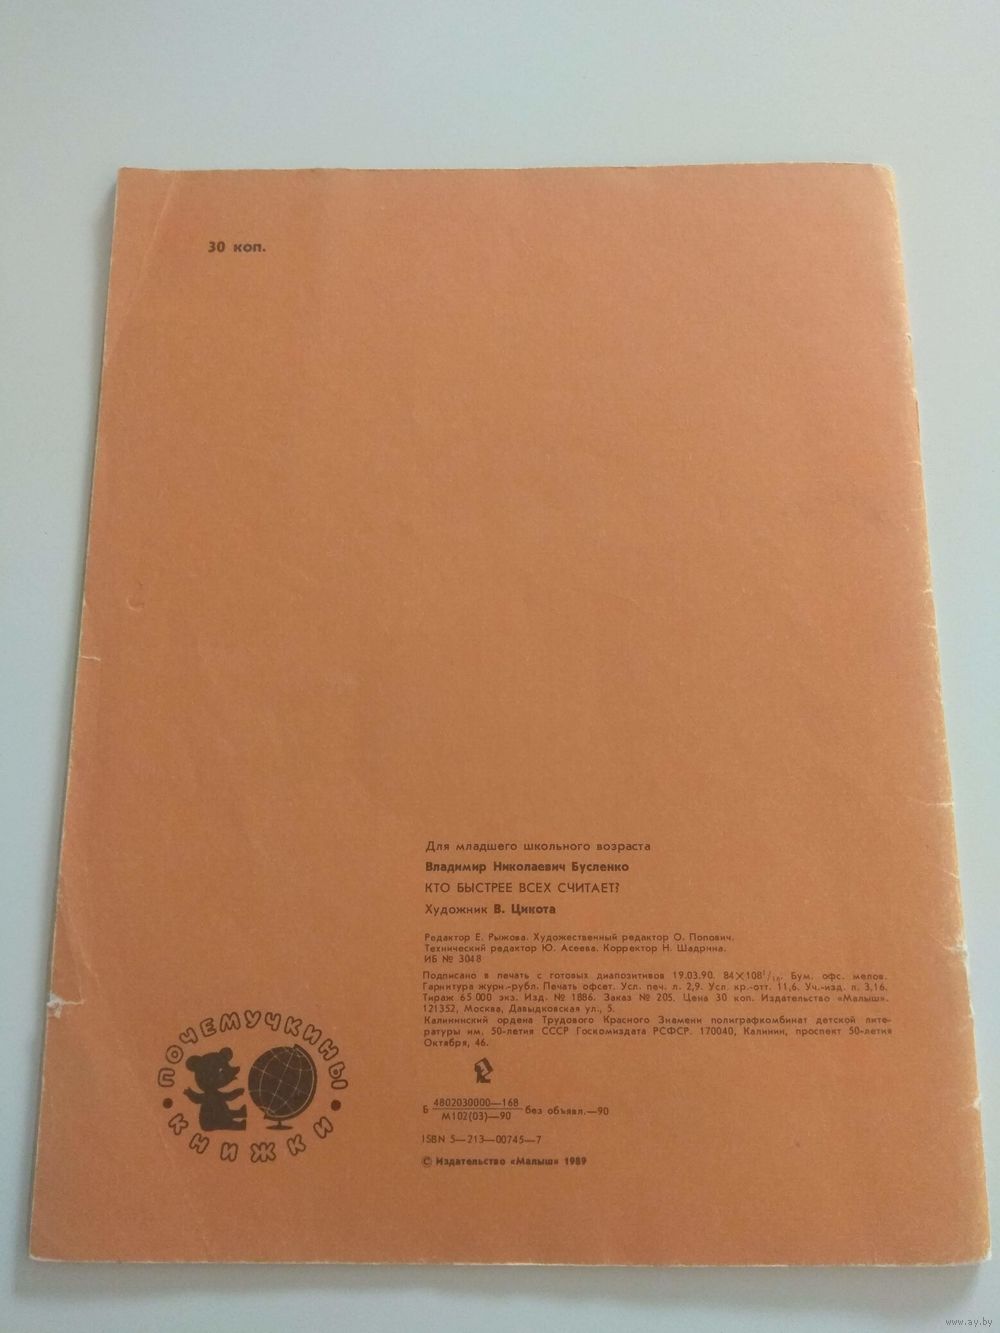 30 коп.
Для младшего школьного возраста
Владимир Николаевич Бусленко
КТО БЫСТРЕЕ ВСЕХ СЧИТАЕТ?
Художник В. Цикота
Редактор Е. Рыжова. Художественный редактор О. Попович.
Технический редактор Ю. Асеева. Корректор Н. Шадрина.
ИБ № 3048
Подписано в печать с готовых диапозитивов 19.03.90. 84×108¹/₁₆. Бум. офс. мелов.
Гарнитура журн.-рубл. Печать офсет. Усл. печ. л. 2,9. Усл. кр.-отт. 11,6. Уч.-изд. л. 3,16.
Тираж 65 000 экз. Изд. № 1886. Заказ № 205. Цена 30 коп. Издательство «Малыш».
121352, Москва, Давыдковская ул., 5.
Калининский ордена Трудового Красного Знамени полиграфкомбинат детской лите-
ратуры им. 50-летия СССР Госкомиздата РСФСР. 170040, Калинин, проспект 50-летия
Октября, 46.
ПОЧЕМУЧКИНЫ
• КНИЖКИ •
Б 4802030000—168 / М102(03)—90 без объявл.—90
ISBN 5—213—00745—7
© Издательство «Малыш» 1989
www.ay.by